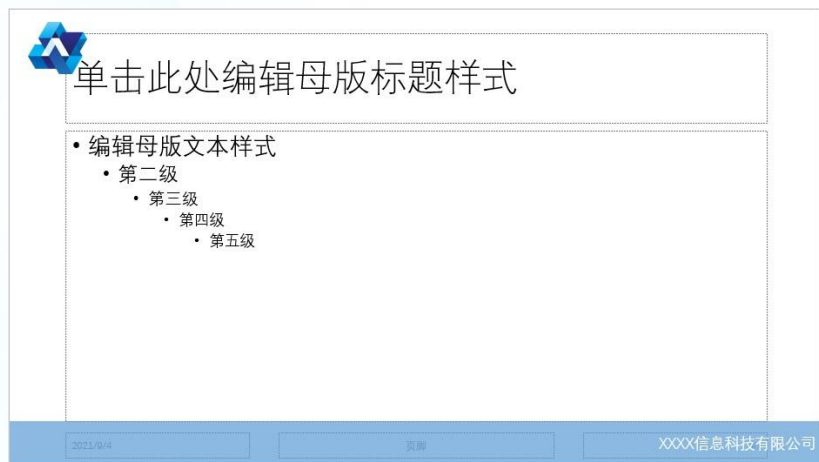 单击此处编辑母版标题样式
• 编辑母版文本样式
• 第二级
• 第三级
• 第四级
• 第五级
2021/9/4
页脚
XXXX信息科技有限公司